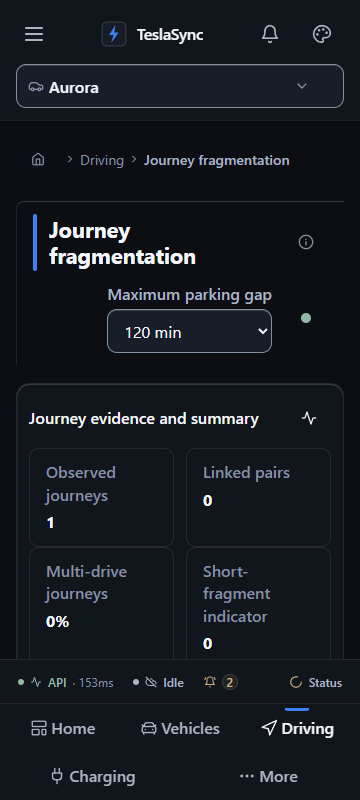 TeslaSync
Aurora
Driving
Journey fragmentation
Journey
fragmentation
Maximum parking gap
120 min
Journey evidence and summary
Observed
journeys
1
Linked pairs
0
Multi-drive
journeys
0%
Short-
fragment
indicator
0
API · 153ms
Idle
2
Status
Home
Vehicles
Driving
Charging
More